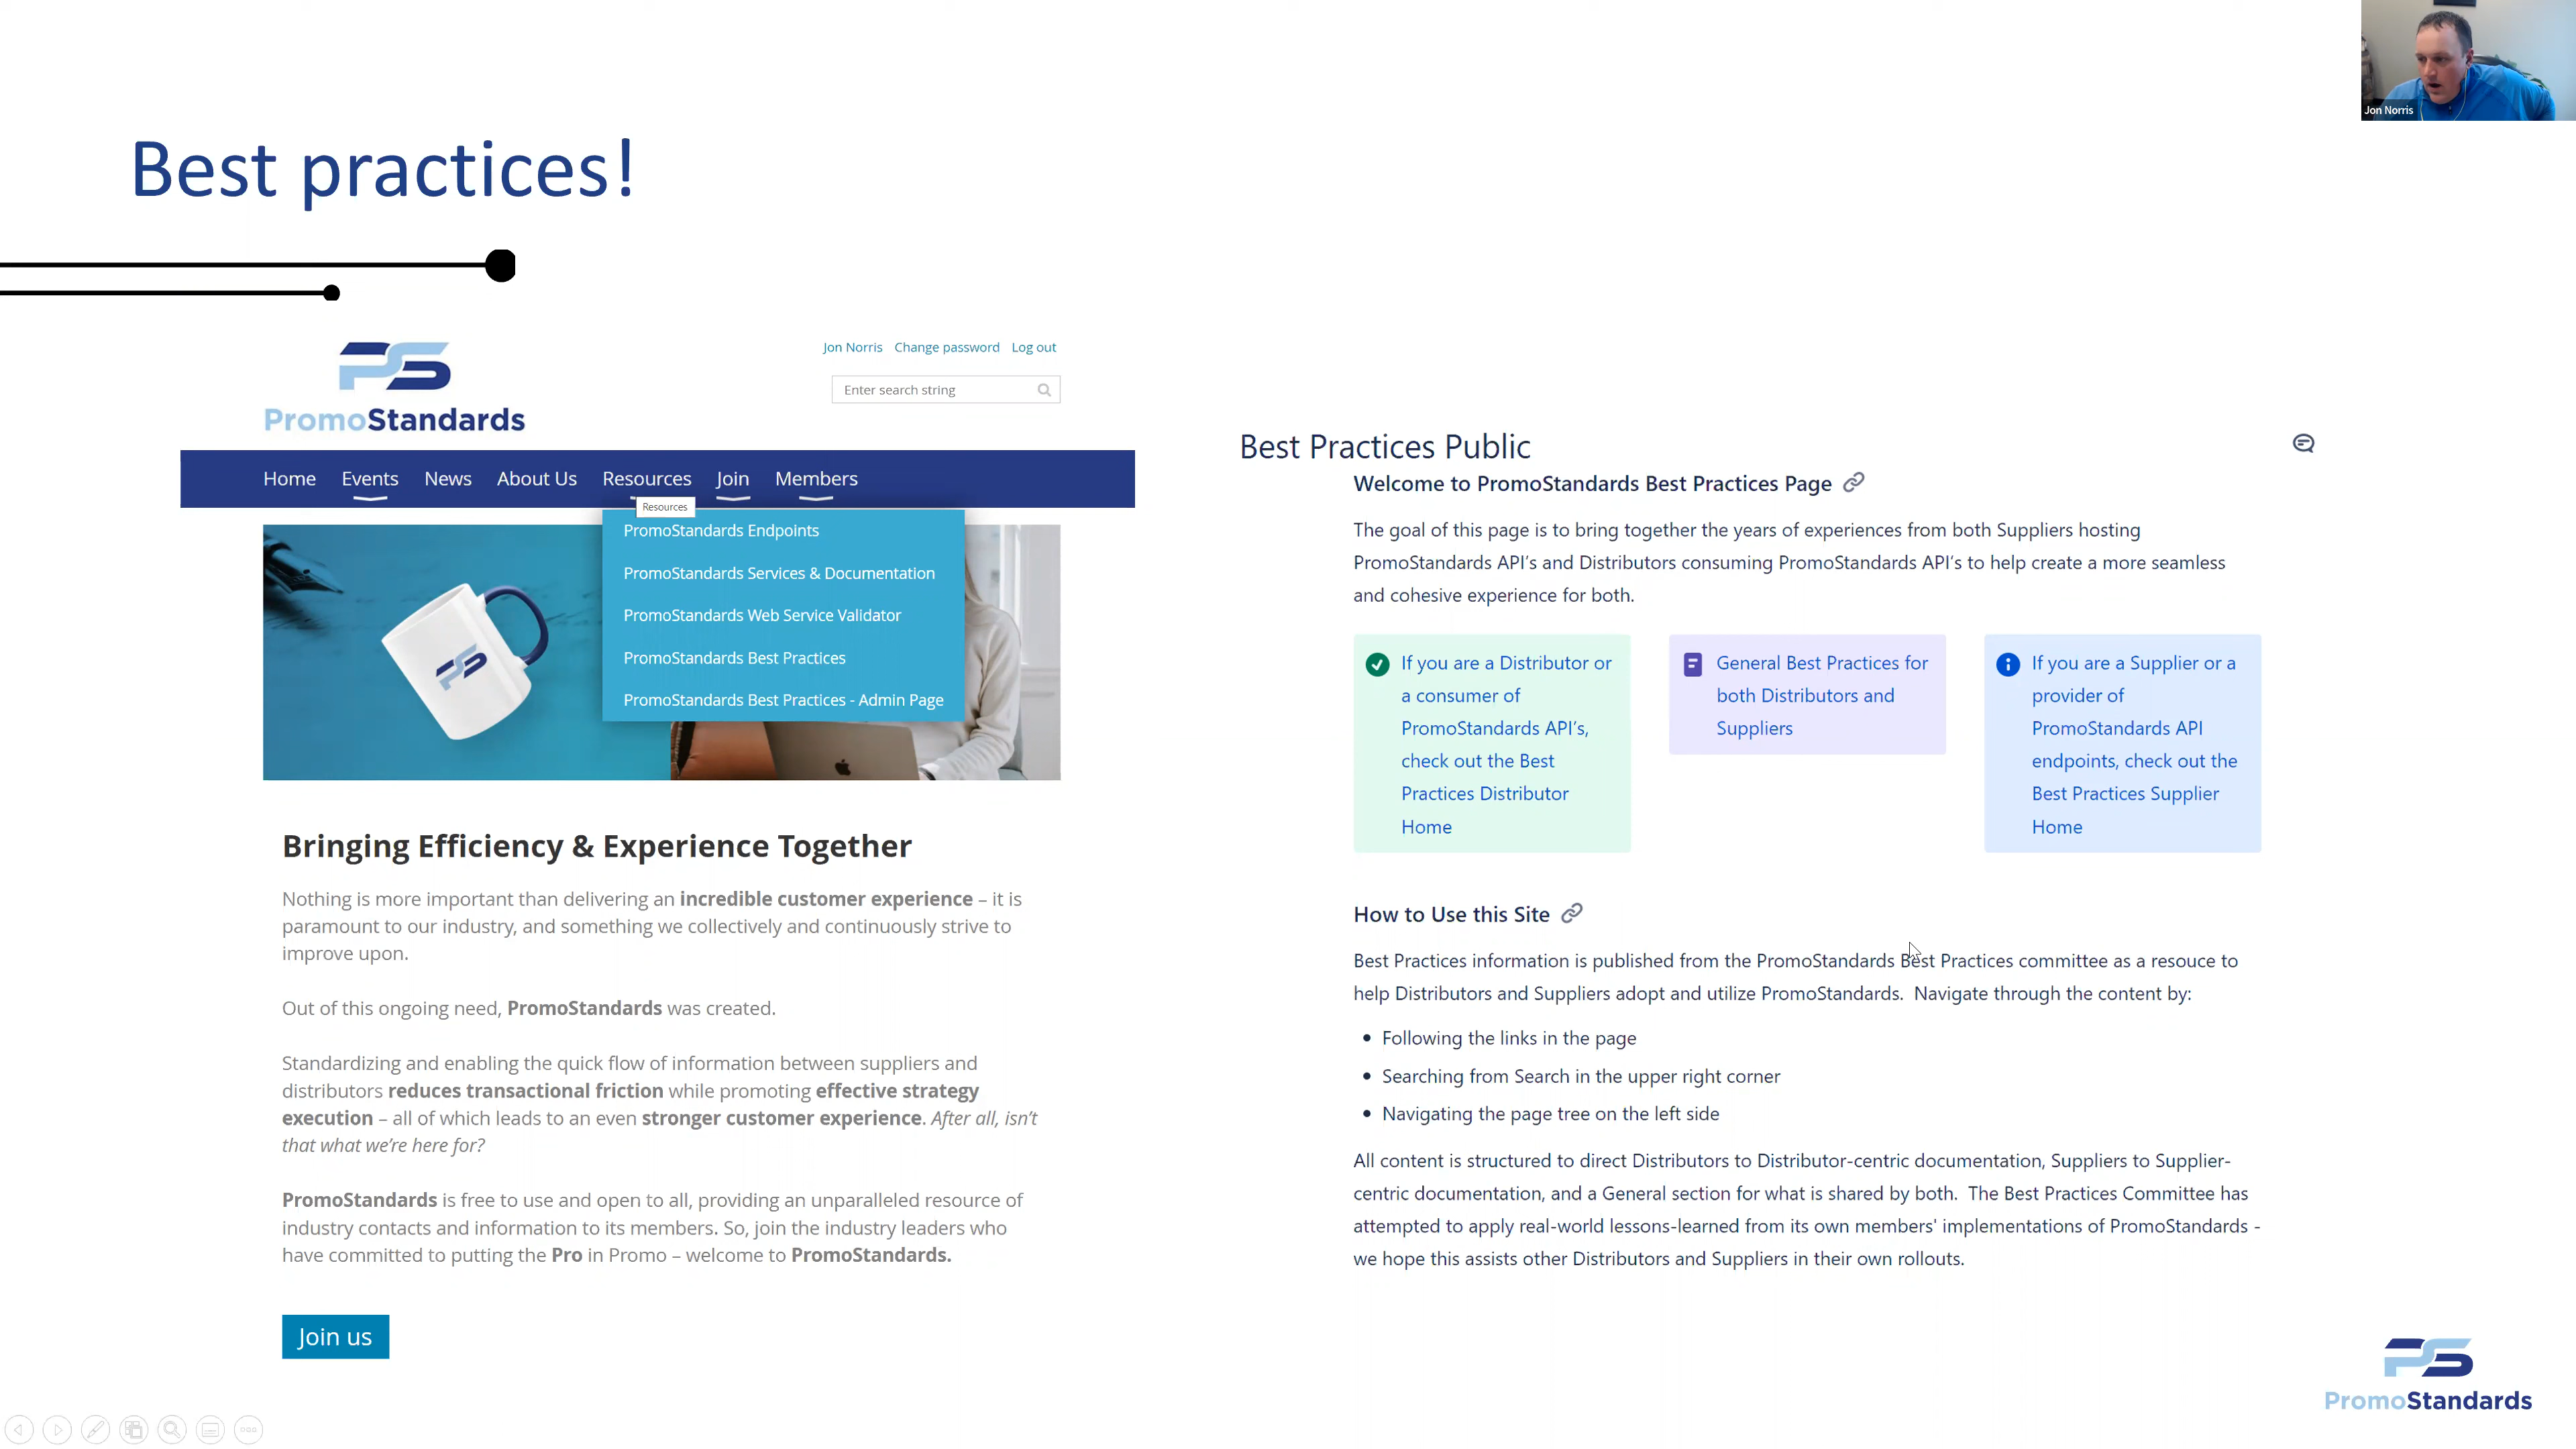 Jon Norris
Best practices!
PromoStandards
Jon Norris Change password Log out
Enter search string
Home Events News About Us Resources Join Members
Resources
PromoStandards Endpoints
PromoStandards Services & Documentation
PromoStandards Web Service Validator
PromoStandards Best Practices
PromoStandards Best Practices - Admin Page
Bringing Efficiency & Experience Together
Nothing is more important than delivering an incredible customer experience – it is
paramount to our industry, and something we collectively and continuously strive to
improve upon.
Out of this ongoing need, PromoStandards was created.
Standardizing and enabling the quick flow of information between suppliers and
distributors reduces transactional friction while promoting effective strategy
execution – all of which leads to an even stronger customer experience. After all, isn’t
that what we’re here for?
PromoStandards is free to use and open to all, providing an unparalleled resource of
industry contacts and information to its members. So, join the industry leaders who
have committed to putting the Pro in Promo – welcome to PromoStandards.
Join us
Best Practices Public
Welcome to PromoStandards Best Practices Page
The goal of this page is to bring together the years of experiences from both Suppliers hosting
PromoStandards API’s and Distributors consuming PromoStandards API’s to help create a more seamless
and cohesive experience for both.
If you are a Distributor or
a consumer of
PromoStandards API’s,
check out the Best
Practices Distributor
Home
General Best Practices for
both Distributors and
Suppliers
If you are a Supplier or a
provider of
PromoStandards API
endpoints, check out the
Best Practices Supplier
Home
How to Use this Site
Best Practices information is published from the PromoStandards Best Practices committee as a resouce to
help Distributors and Suppliers adopt and utilize PromoStandards. Navigate through the content by:
• Following the links in the page
• Searching from Search in the upper right corner
• Navigating the page tree on the left side
All content is structured to direct Distributors to Distributor-centric documentation, Suppliers to Supplier-
centric documentation, and a General section for what is shared by both. The Best Practices Committee has
attempted to apply real-world lessons-learned from its own members' implementations of PromoStandards -
we hope this assists other Distributors and Suppliers in their own rollouts.
PromoStandards